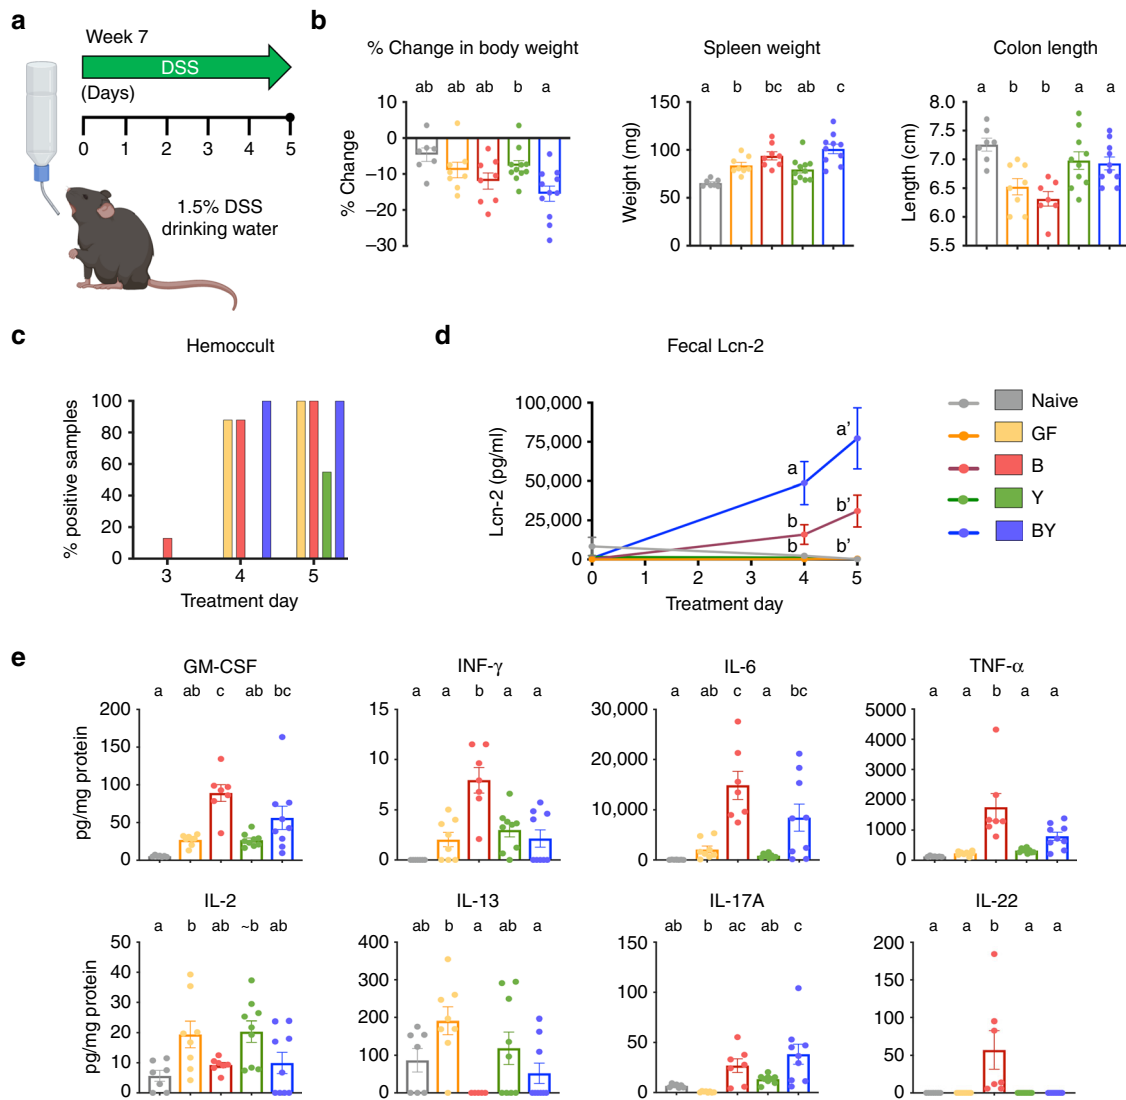 a
Week 7
DSS
(Days)
0 1 2 3 4 5
1.5% DSS
drinking water
b
% Change in body weight
ab ab ab b a
% Change
10
0
–10
–20
–30
Spleen weight
a b bc ab c
Weight (mg)
150
100
50
0
Colon length
a b b a a
Length (cm)
8.0
7.5
7.0
6.5
6.0
5.5
c
Hemoccult
% positive samples
100
80
60
40
20
0
3 4 5
Treatment day
d
Fecal Lcn-2
Lcn-2 (pg/ml)
100,000
75,000
50,000
25,000
0
a
a’
b
b’
b
b’
0 1 2 3 4 5
Treatment day
Naive
GF
B
Y
BY
e
GM-CSF
a ab c ab bc
pg/mg protein
200
150
100
50
0
INF-γ
a a b a a
15
10
5
0
IL-6
a ab c a bc
30,000
20,000
10,000
0
TNF-α
a a b a a
5000
4000
3000
2000
1000
0
IL-2
a b ab ~b ab
pg/mg protein
50
40
30
20
10
0
IL-13
ab b a ab a
400
300
200
100
0
IL-17A
ab b ac ab c
150
100
50
0
IL-22
a a b a a
200
150
100
50
0